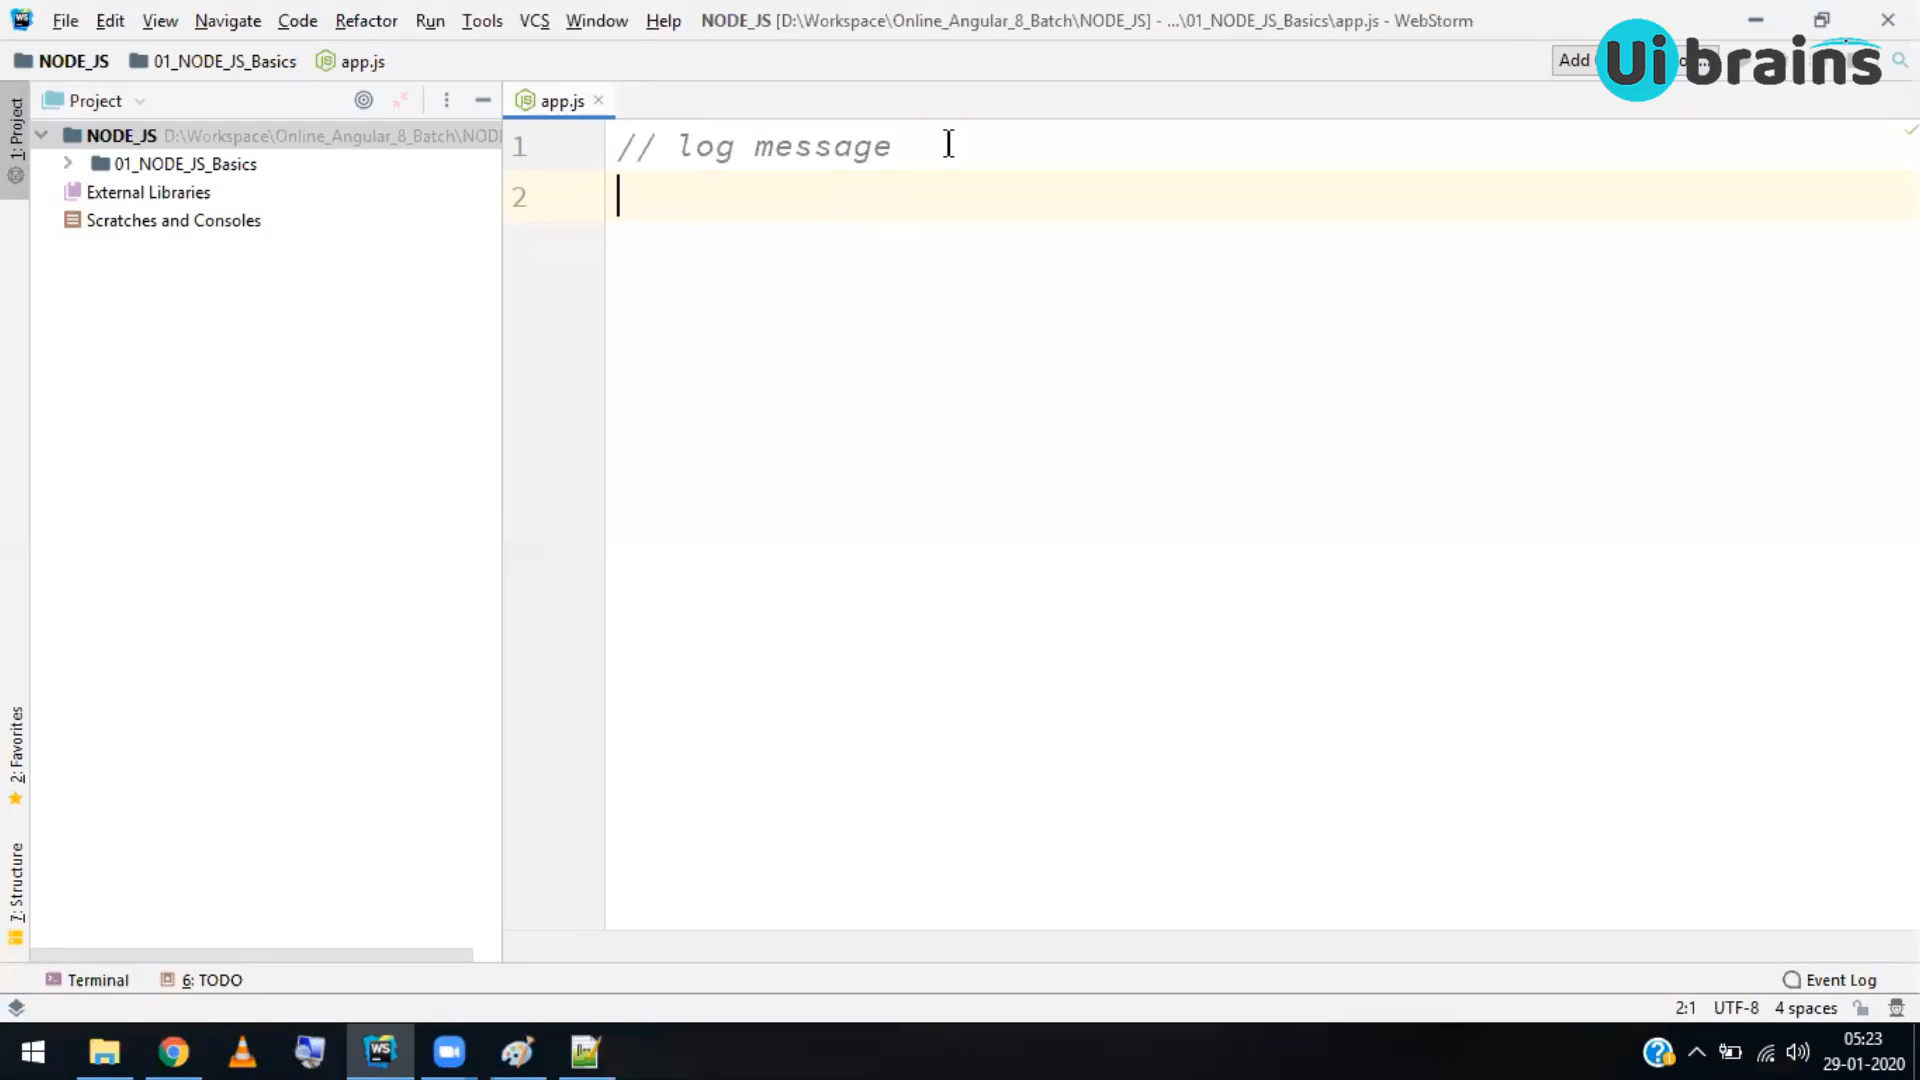 File Edit View Navigate Code Refactor Run Tools VCS Window Help NODE_JS [D:\Workspace\Online_Angular_8_Batch\NODE_JS] - ...\01_NODE_JS_Basics\app.js - WebStorm
NODE_JS 01_NODE_JS_Basics app.js Add
Ui brains
Project
app.js
1: Project
NODE_JS D:\Workspace\Online_Angular_8_Batch\NODE
01_NODE_JS_Basics
External Libraries
Scratches and Consoles
1 // log message
2
2: Favorites
7: Structure
Terminal 6: TODO Event Log
2:1 UTF-8 4 spaces
WS
05:23
29-01-2020